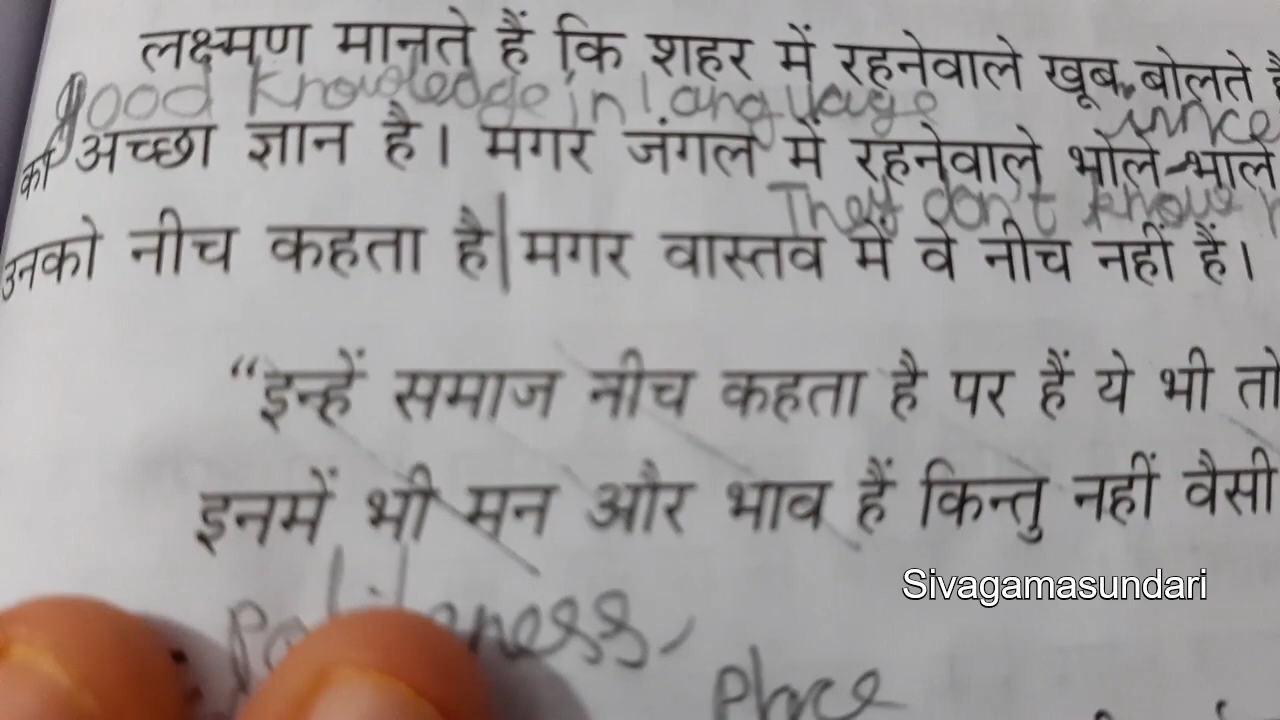 लक्ष्मण मानते हैं कि शहर में रहनेवाले खूब बोलते है
good knowledge in language
का अच्छा ज्ञान है। मगर जंगल में रहनेवाले भोले-भाले
They don't know
उनको नीच कहता है। मगर वास्तव में वे नीच नहीं हैं।
“इन्हें समाज नीच कहता है पर हैं ये भी तो
इनमें भी मन और भाव हैं किन्तु नहीं वैसी
Sivagamasundari
place